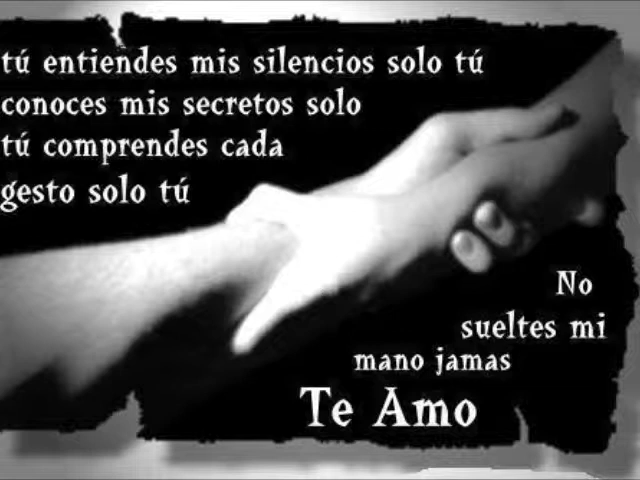 tú entiendes mis silencios solo tú
conoces mis secretos solo
tú comprendes cada
gesto solo tú
No
sueltes mi
mano jamas
Te Amo